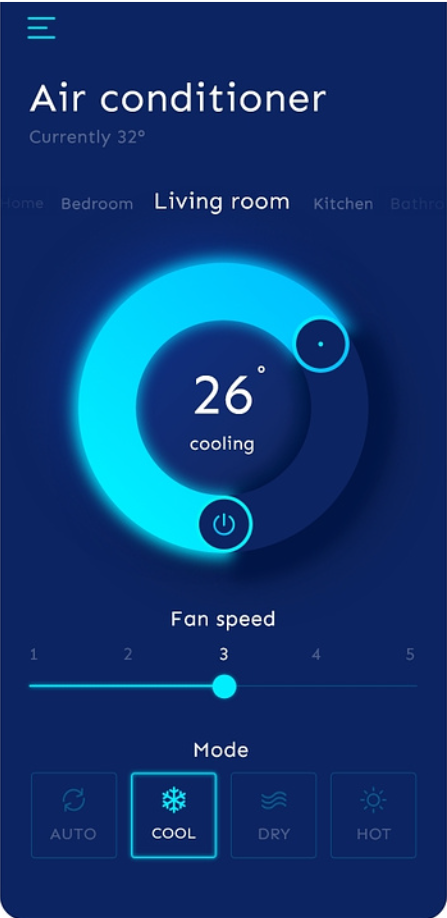 Air conditioner
Currently 32°
Home Bedroom Living room Kitchen
26°
cooling
Fan speed
1 2 3 4 5
Mode
AUTO COOL DRY HOT